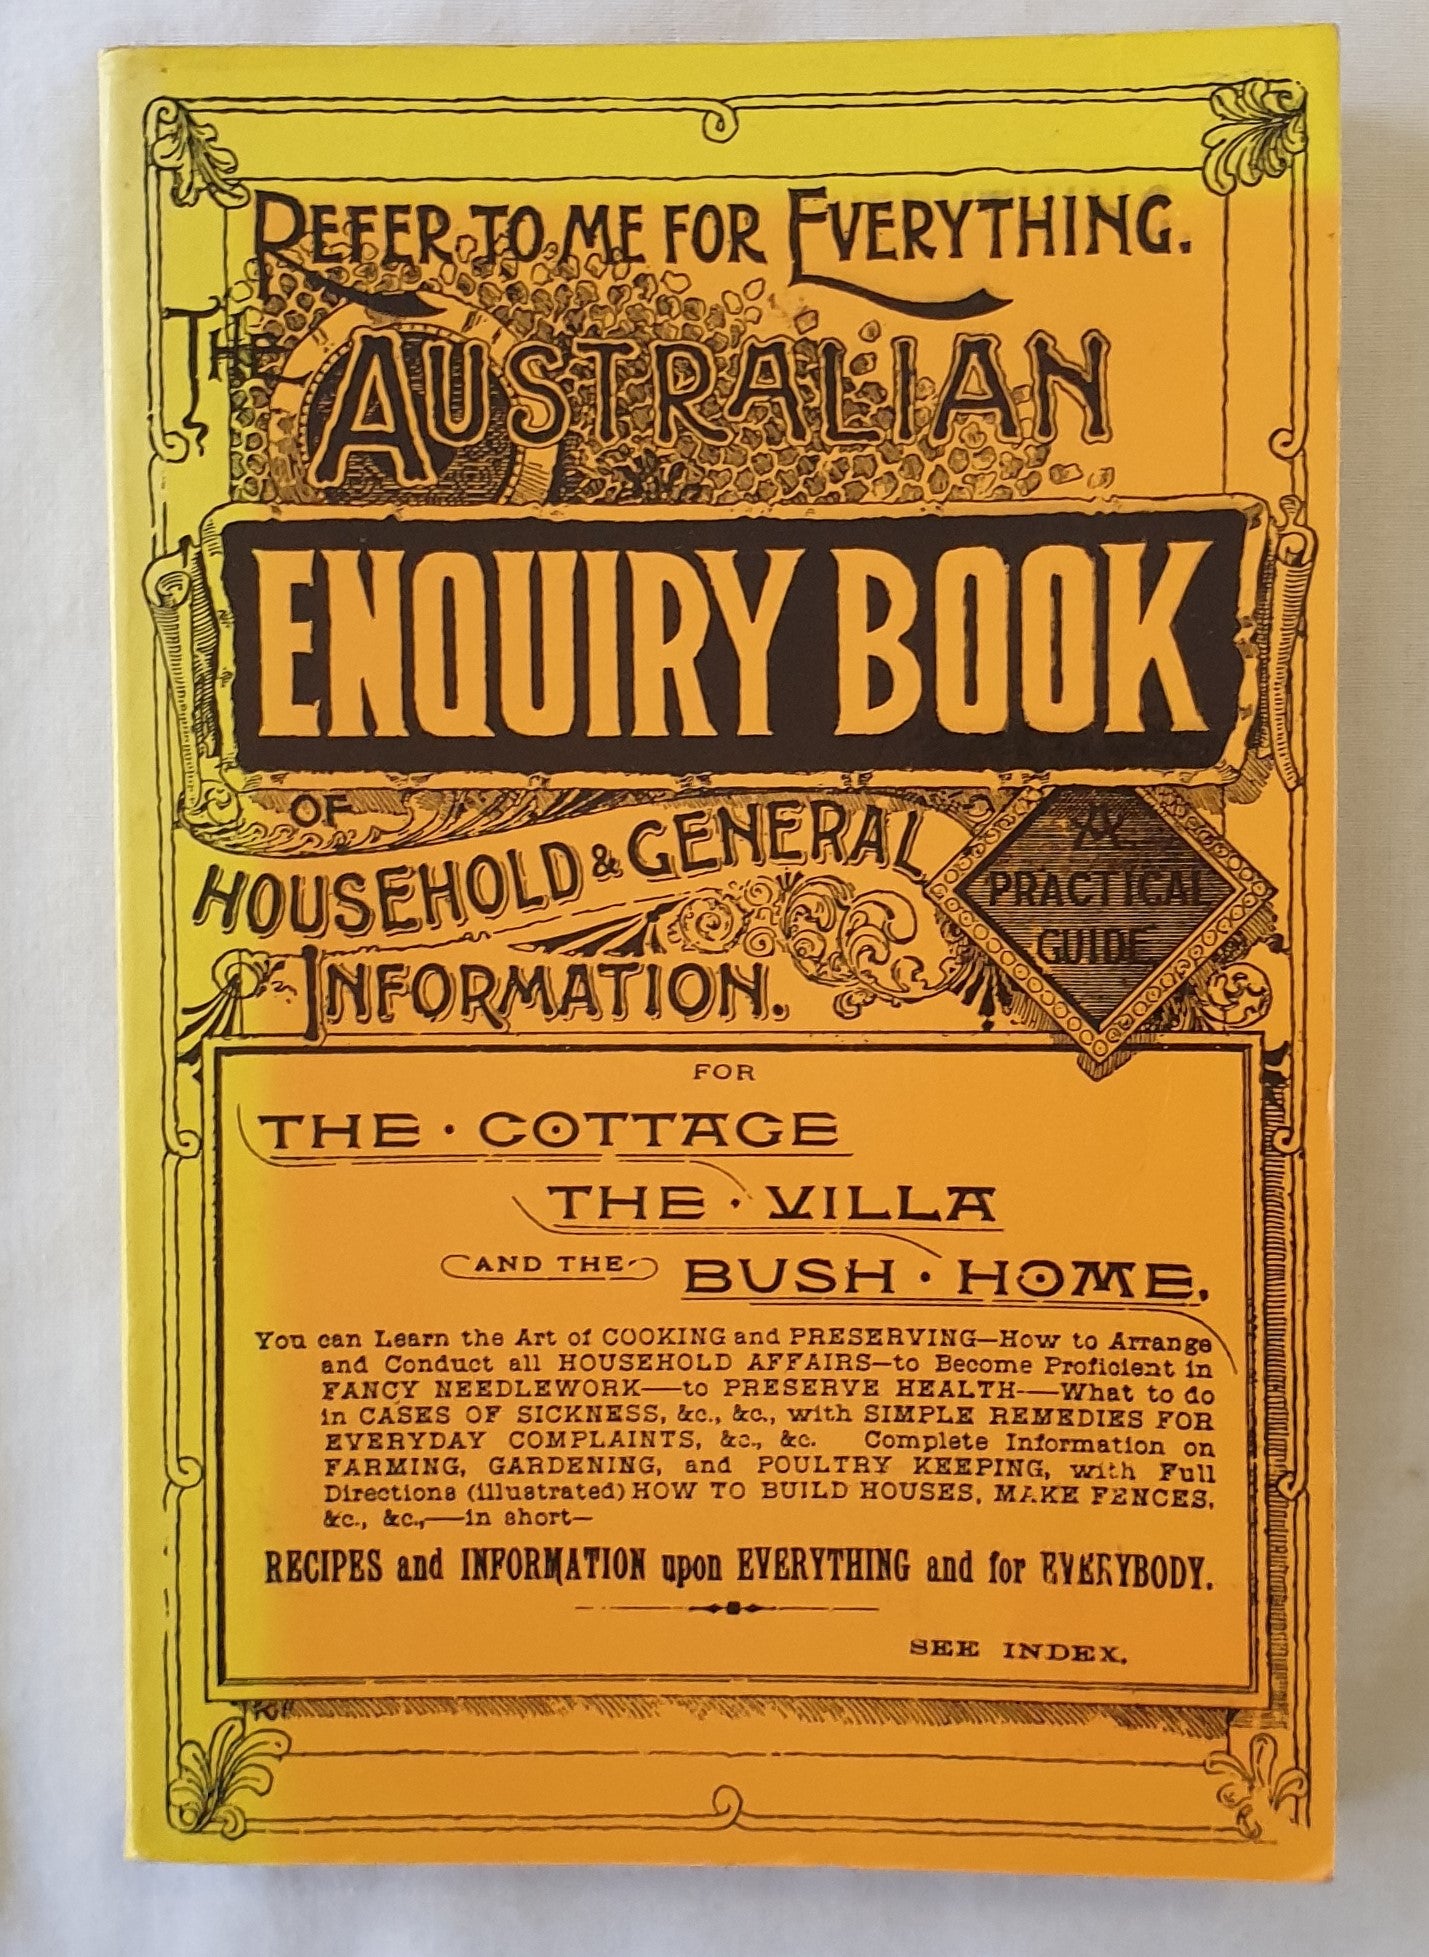 REFER TO ME FOR EVERYTHING.
THE AUSTRALIAN
ENQUIRY BOOK
OF
HOUSEHOLD & GENERAL
INFORMATION.
A
PRACTICAL
GUIDE
FOR
THE · COTTAGE
THE · VILLA
AND THE BUSH · HOME.
You can Learn the Art of COOKING and PRESERVING—How to Arrange
and Conduct all HOUSEHOLD AFFAIRS—to Become Proficient in
FANCY NEEDLEWORK—to PRESERVE HEALTH—What to do
in CASES OF SICKNESS, &c., &c., with SIMPLE REMEDIES FOR
EVERYDAY COMPLAINTS, &c., &c. Complete Information on
FARMING, GARDENING, and POULTRY KEEPING, with Full
Directions (illustrated) HOW TO BUILD HOUSES, MAKE FENCES,
&c., &c.,—in short—
RECIPES and INFORMATION upon EVERYTHING and for EVERYBODY.
SEE INDEX.